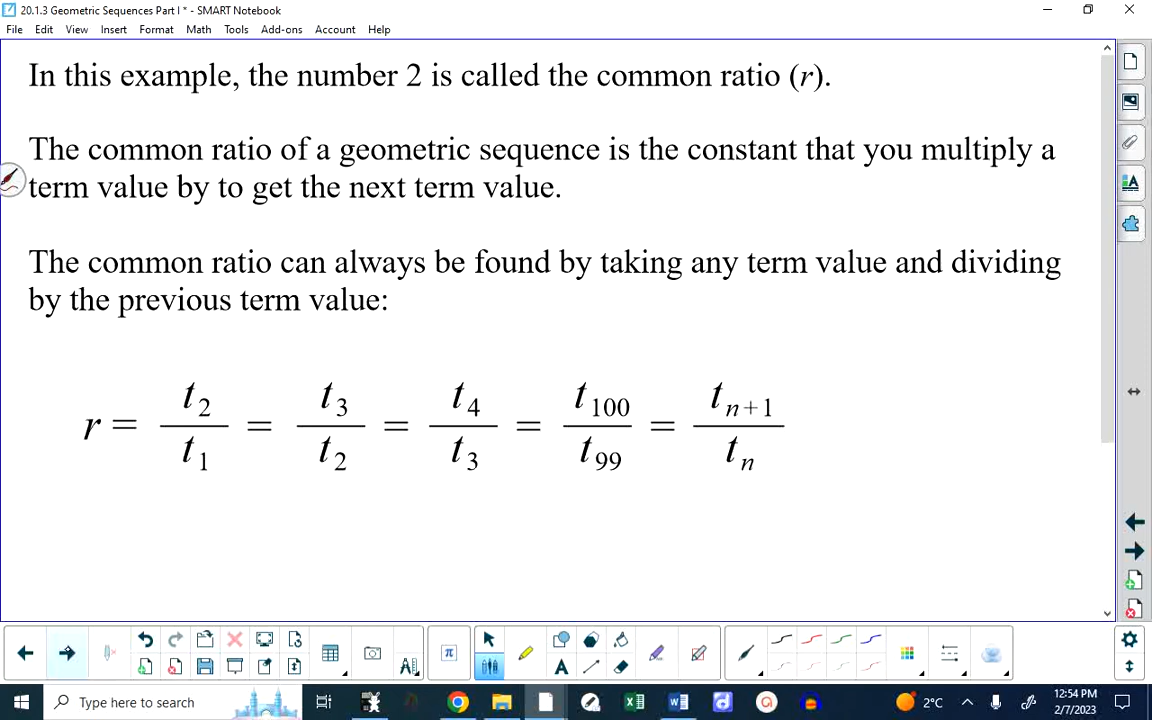 20.1.3 Geometric Sequences Part I * - SMART Notebook
File Edit View Insert Format Math Tools Add-ons Account Help
In this example, the number 2 is called the common ratio (r).
The common ratio of a geometric sequence is the constant that you multiply a
term value by to get the next term value.
The common ratio can always be found by taking any term value and dividing
by the previous term value:
r = t₂/t₁ = t₃/t₂ = t₄/t₃ = t₁₀₀/t₉₉ = tₙ₊₁/tₙ
Type here to search
2°C
12:54 PM
2/7/2023